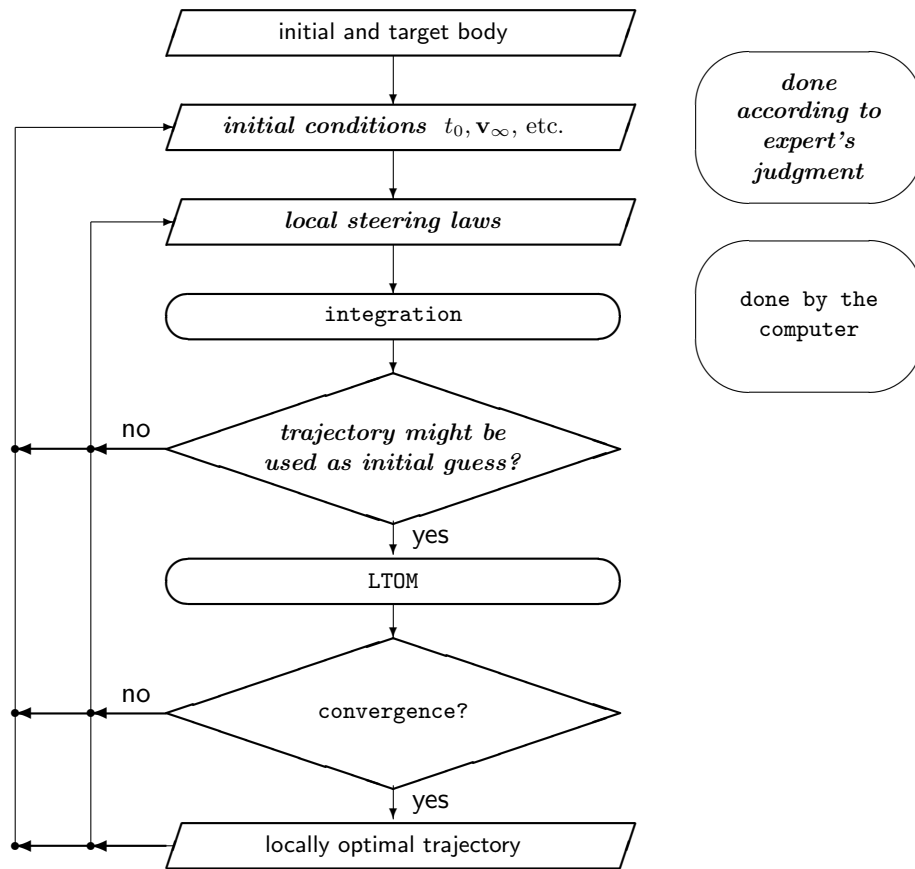 initial and target body
initial conditions t₀, v∞, etc.
local steering laws
integration
trajectory might be
used as initial guess?
no
yes
LTOM
convergence?
no
yes
locally optimal trajectory
done
according to
expert's
judgment
done by the
computer